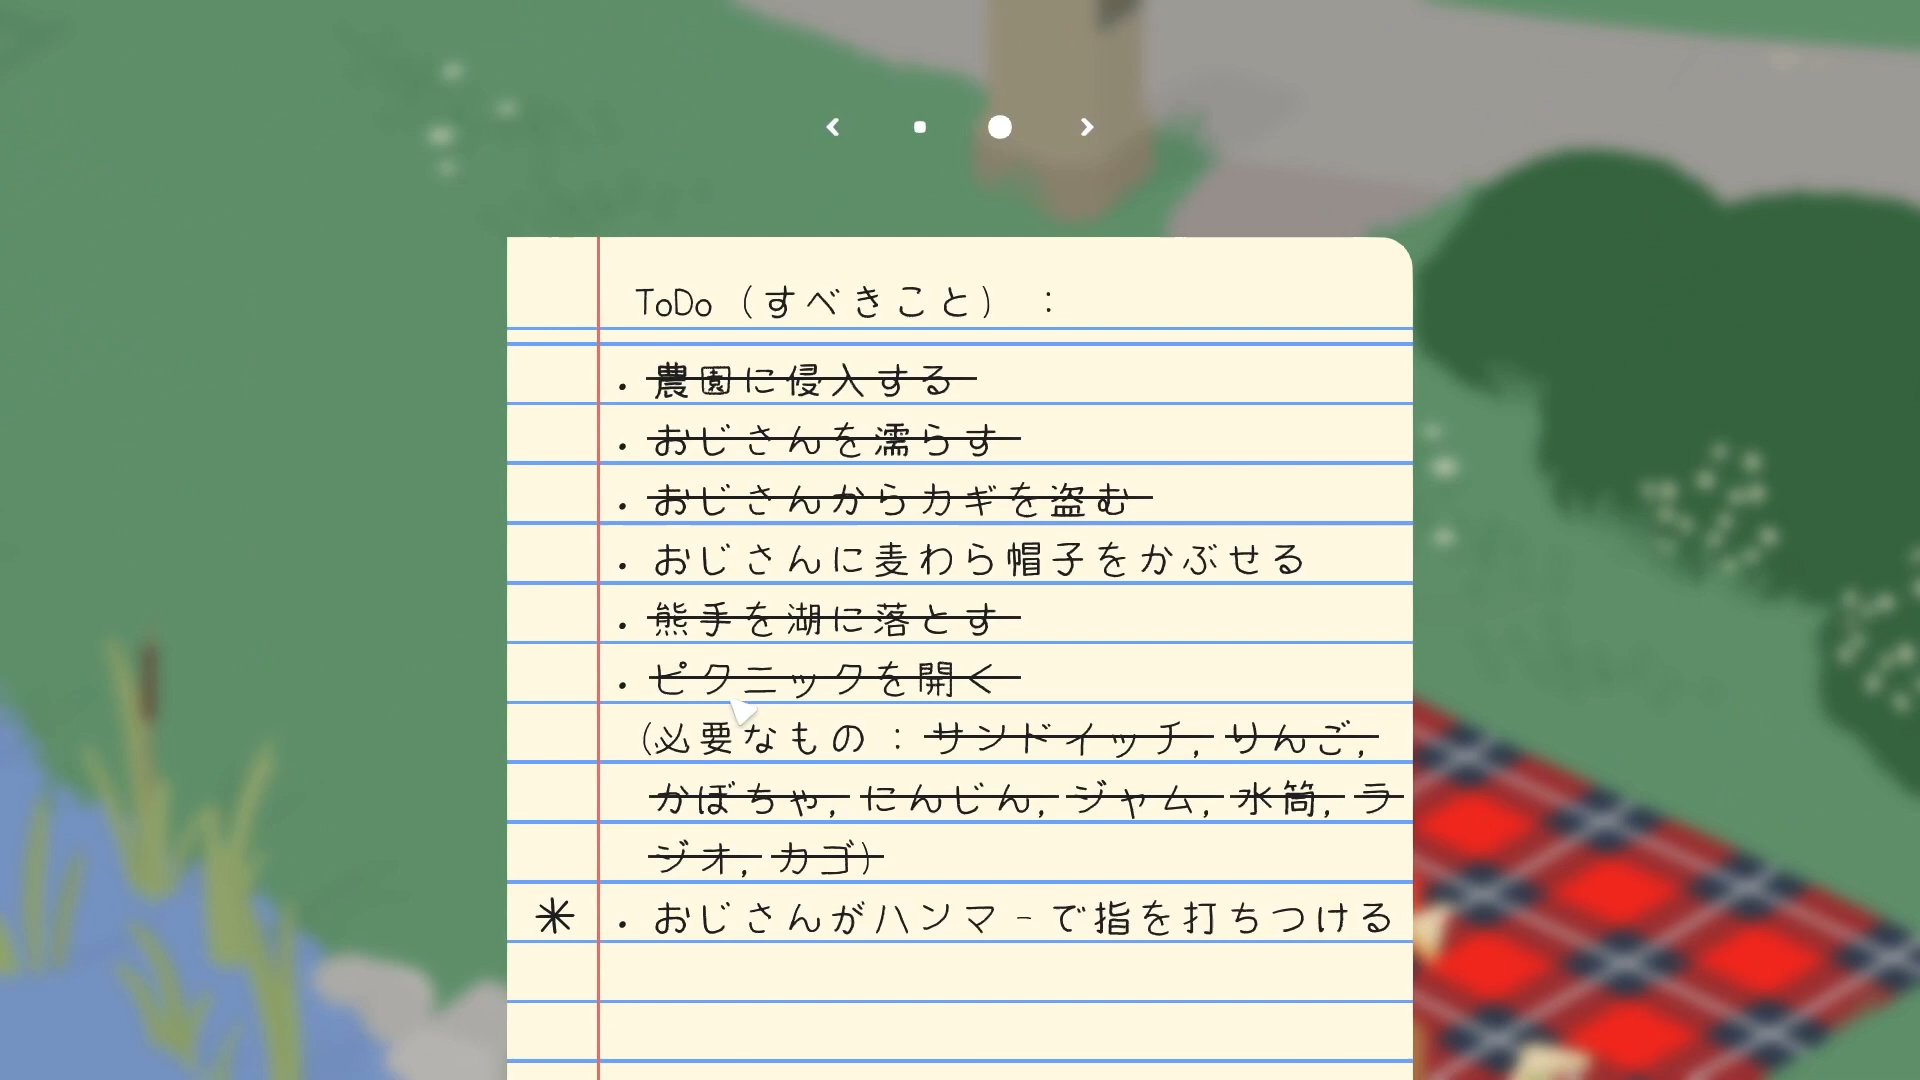 ToDo (すべきこと) :
・農園に侵入する
・おじさんを濡らす
・おじさんからカギを盗む
・おじさんに麦わら帽子をかぶせる
・熊手を湖に落とす
・ピクニックを開く
(必要なもの : サンドイッチ, りんご,
かぼちゃ, にんじん, ジャム, 水筒, ラ
ジオ, カゴ)
＊・おじさんがハンマーで指を打ちつける